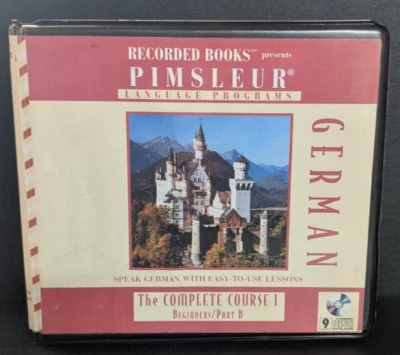 RECORDED BOOKS™ presents
PIMSLEUR®
LANGUAGE PROGRAMS
GERMAN
SPEAK GERMAN WITH EASY-TO-USE LESSONS
The COMPLETE COURSE I
BEGINNERS/PART B
9